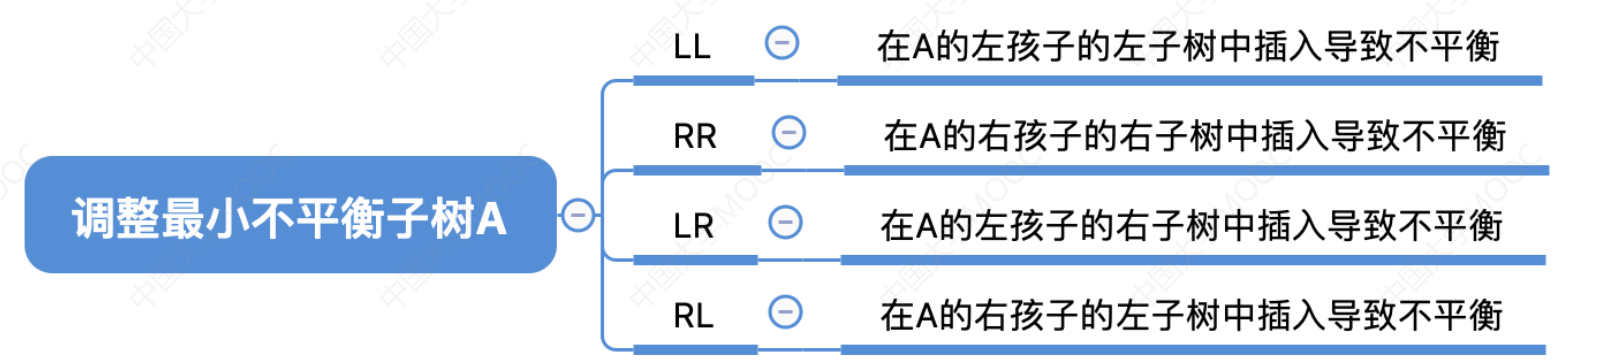 调整最小不平衡子树A
LL
在A的左孩子的左子树中插入导致不平衡
RR
在A的右孩子的右子树中插入导致不平衡
LR
在A的左孩子的右子树中插入导致不平衡
RL
在A的右孩子的左子树中插入导致不平衡